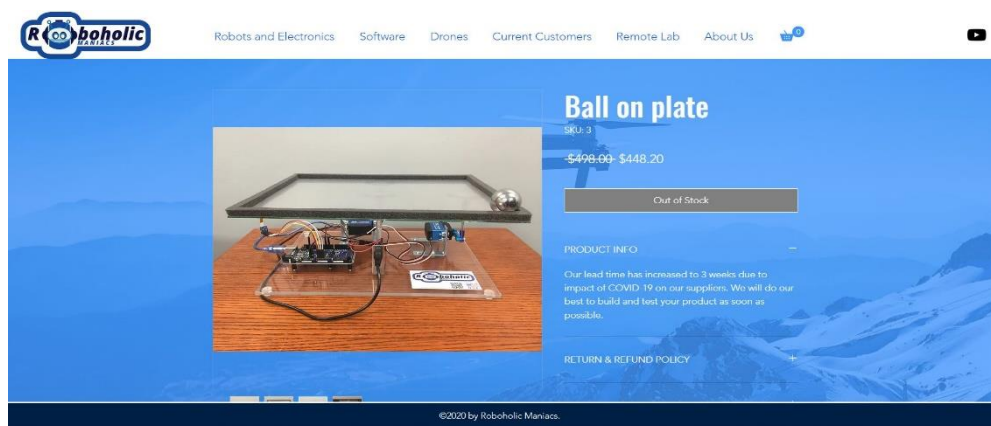 Roboholic
MANIACS
Robots and Electronics Software Drones Current Customers Remote Lab About Us 0
Ball on plate
SKU: 3
$498.00 $448.20
Out of Stock
PRODUCT INFO −
Our lead time has increased to 3 weeks due to
impact of COVID 19 on our suppliers. We will do our
best to build and test your product as soon as
possible.
Roboholic
RETURN & REFUND POLICY +
©2020 by Roboholic Maniacs.